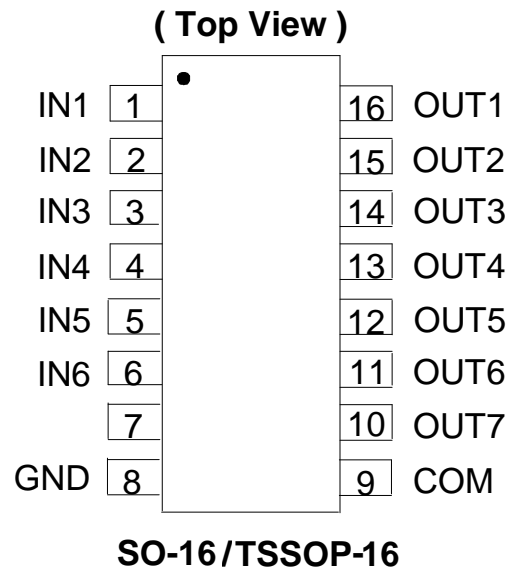 ( Top View )
IN1 1 16 OUT1
IN2 2 15 OUT2
IN3 3 14 OUT3
IN4 4 13 OUT4
IN5 5 12 OUT5
IN6 6 11 OUT6
7 10 OUT7
GND 8 9 COM
SO-16/TSSOP-16